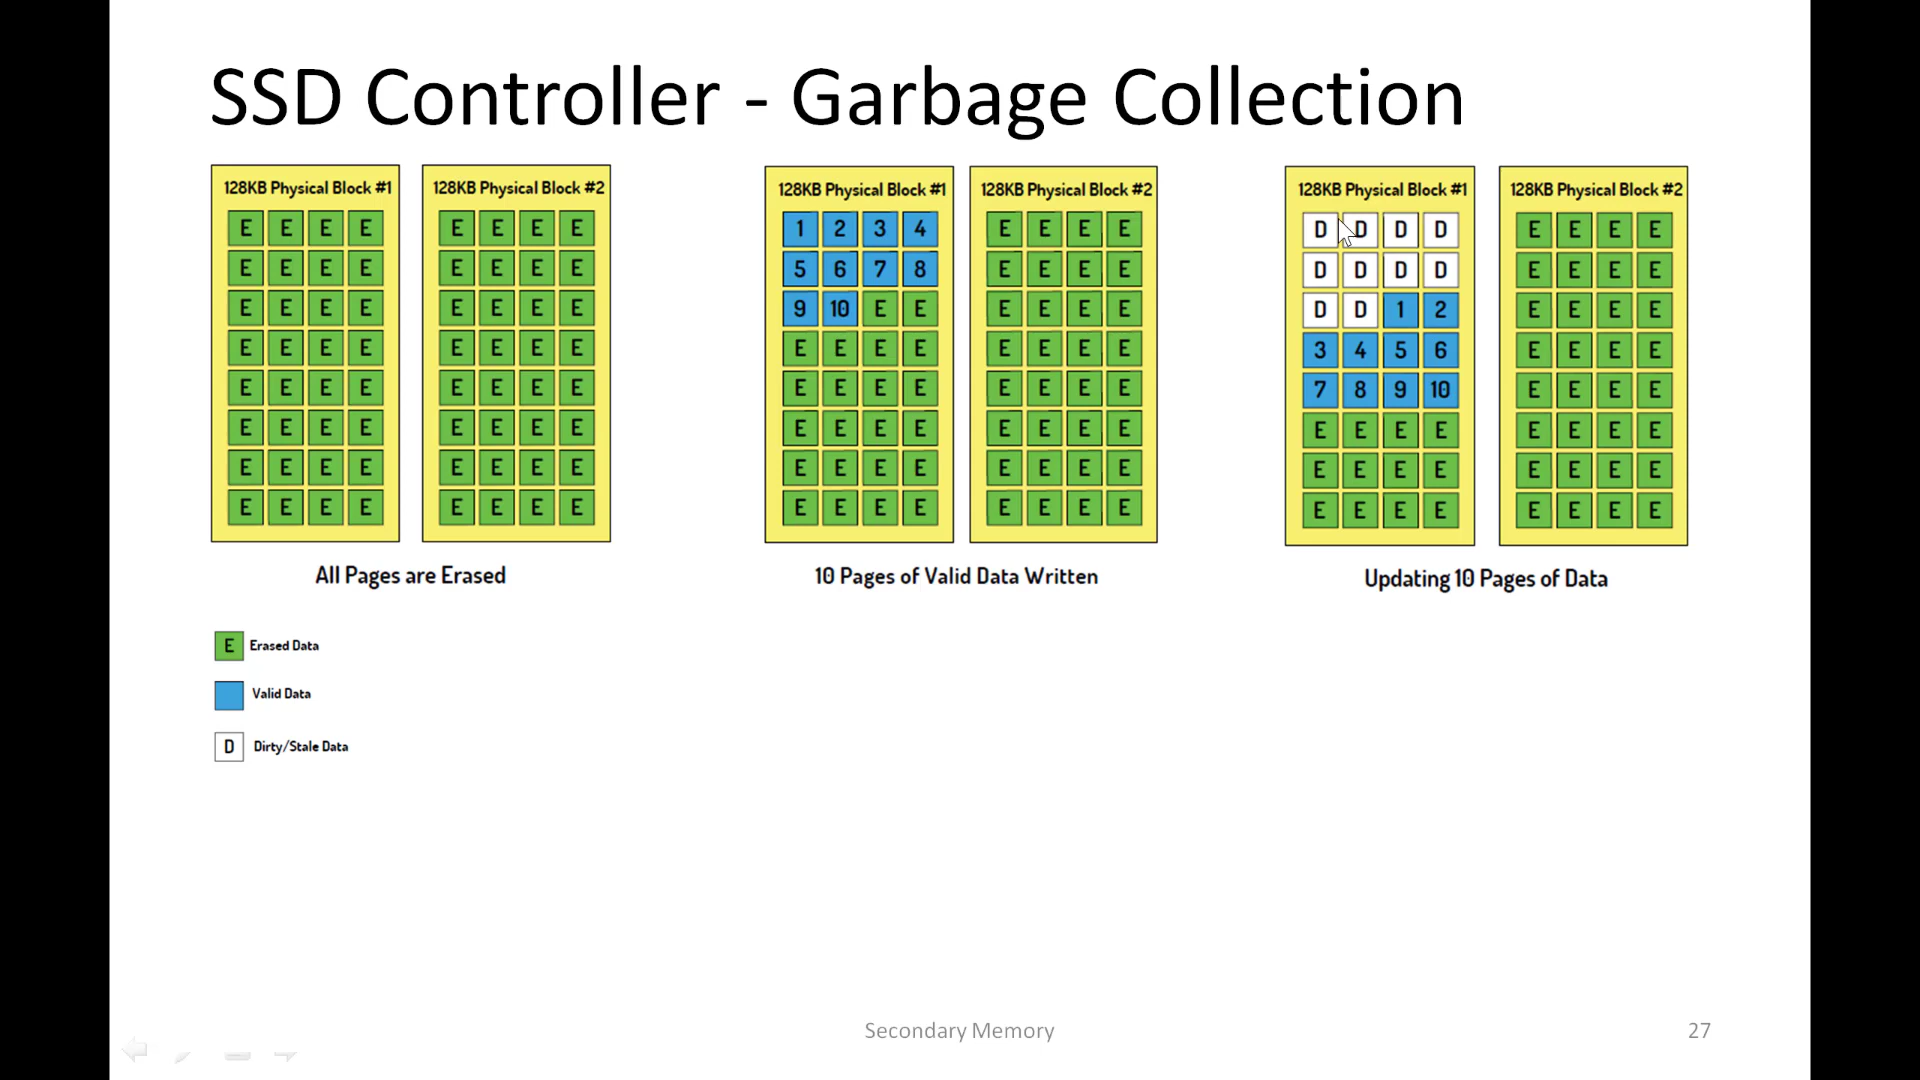 SSD Controller - Garbage Collection
128KB Physical Block #1
E E E E
E E E E
E E E E
E E E E
E E E E
E E E E
E E E E
E E E E
128KB Physical Block #2
E E E E
E E E E
E E E E
E E E E
E E E E
E E E E
E E E E
E E E E
All Pages are Erased
128KB Physical Block #1
1 2 3 4
5 6 7 8
9 10 E E
E E E E
E E E E
E E E E
E E E E
E E E E
128KB Physical Block #2
E E E E
E E E E
E E E E
E E E E
E E E E
E E E E
E E E E
E E E E
10 Pages of Valid Data Written
128KB Physical Block #1
D D D D
D D D D
D D 1 2
3 4 5 6
7 8 9 10
E E E E
E E E E
E E E E
128KB Physical Block #2
E E E E
E E E E
E E E E
E E E E
E E E E
E E E E
E E E E
E E E E
Updating 10 Pages of Data
E Erased Data
Valid Data
D Dirty/Stale Data
Secondary Memory
27